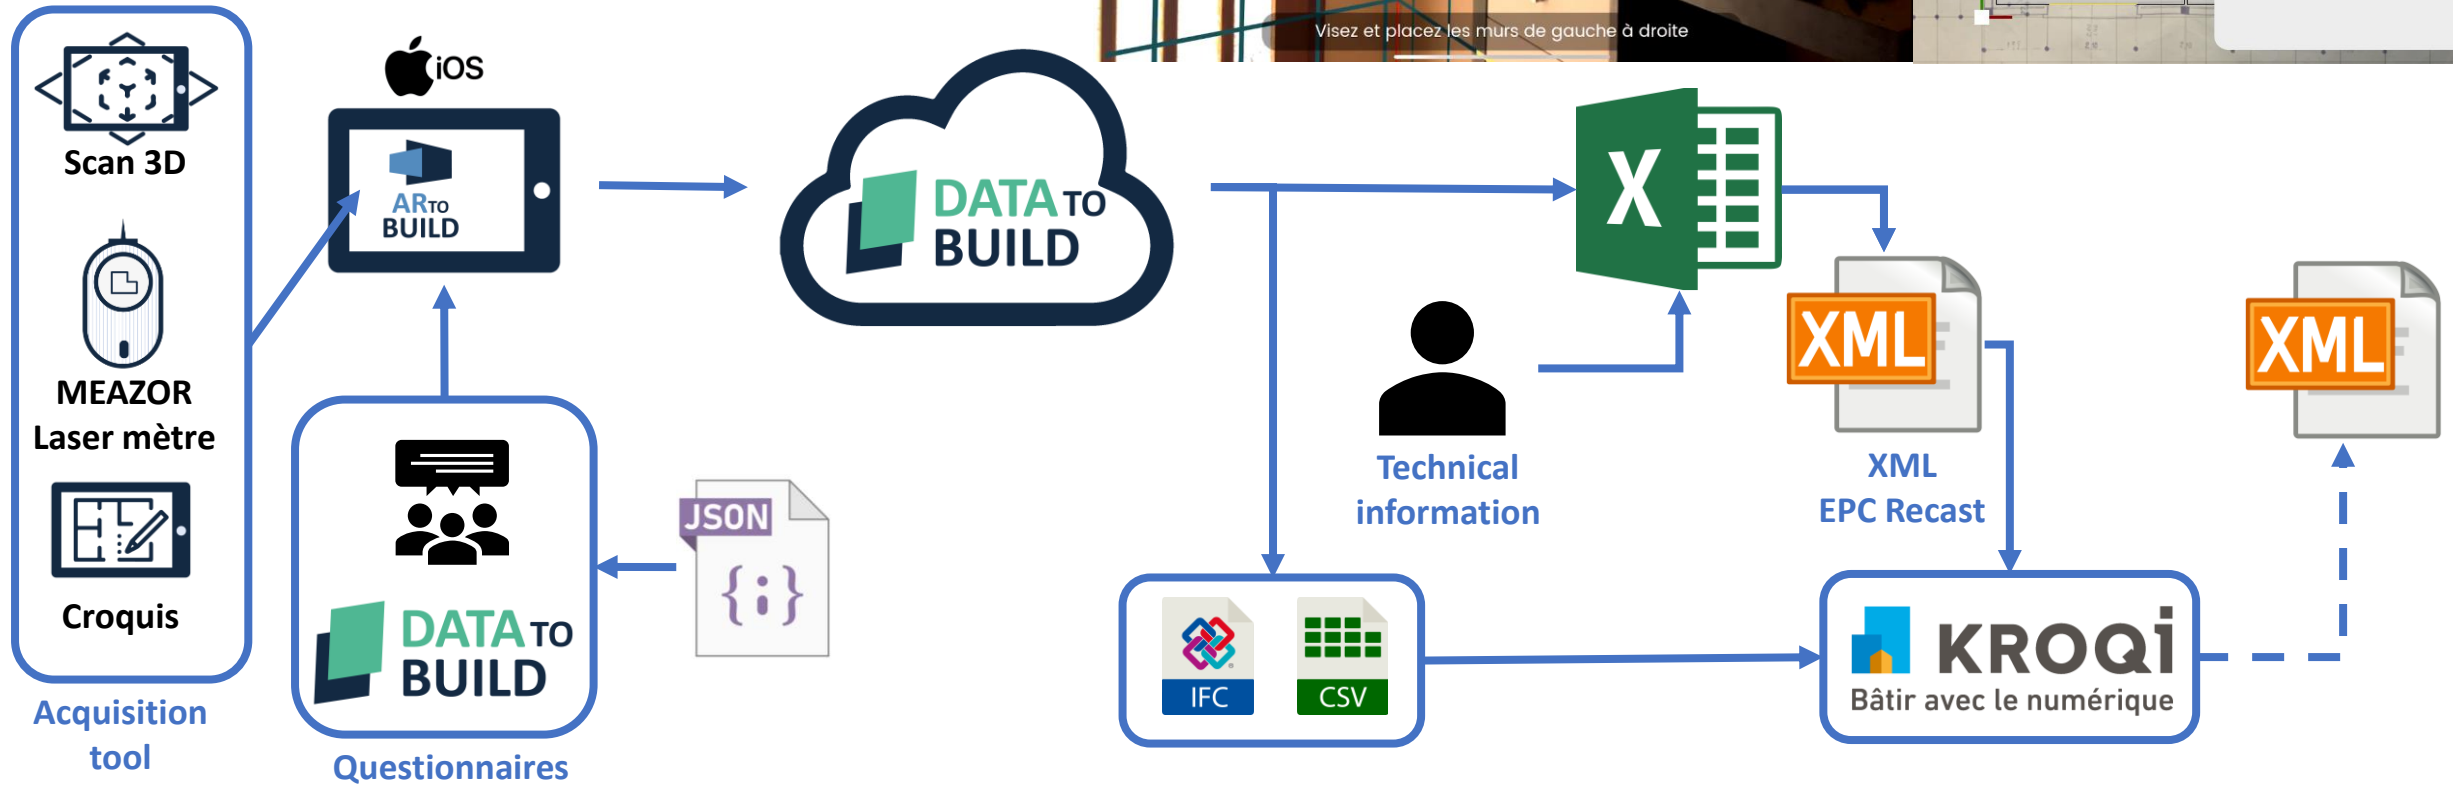 Visez et placez les murs de gauche à droite
Scan 3D
MEAZOR
Laser mètre
Croquis
Acquisition
tool
iOS
ARTO
BUILD
DATA TO
BUILD
Questionnaires
JSON
{;}
DATA TO
BUILD
X
Technical
information
XML
XML
EPC Recast
IFC
CSV
KROQi
Bâtir avec le numérique
XML